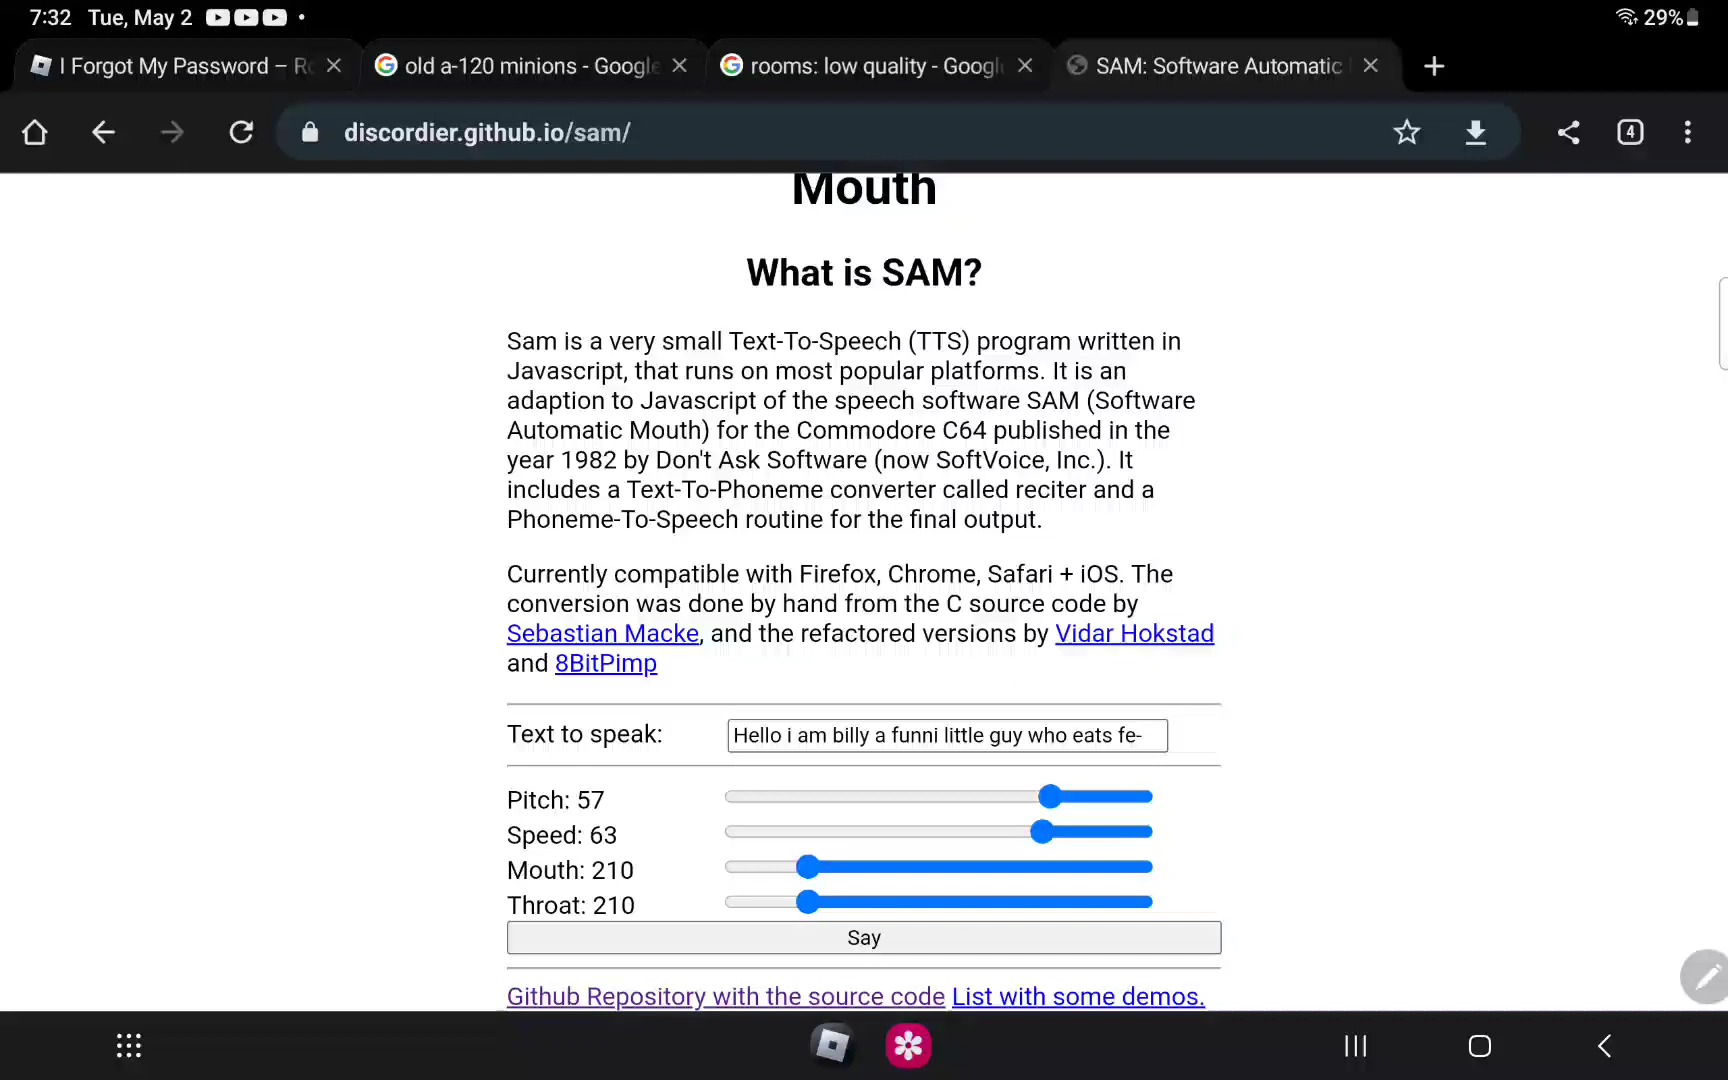 7:32 Tue, May 2 29%
I Forgot My Password – Ro old a-120 minions - Google rooms: low quality - Googl SAM: Software Automatic
discordier.github.io/sam/ 4
Mouth
What is SAM?
Sam is a very small Text-To-Speech (TTS) program written in
Javascript, that runs on most popular platforms. It is an
adaption to Javascript of the speech software SAM (Software
Automatic Mouth) for the Commodore C64 published in the
year 1982 by Don't Ask Software (now SoftVoice, Inc.). It
includes a Text-To-Phoneme converter called reciter and a
Phoneme-To-Speech routine for the final output.
Currently compatible with Firefox, Chrome, Safari + iOS. The
conversion was done by hand from the C source code by
Sebastian Macke, and the refactored versions by Vidar Hokstad
and 8BitPimp
Text to speak: Hello i am billy a funni little guy who eats fe-
Pitch: 57
Speed: 63
Mouth: 210
Throat: 210
Say
Github Repository with the source code List with some demos.